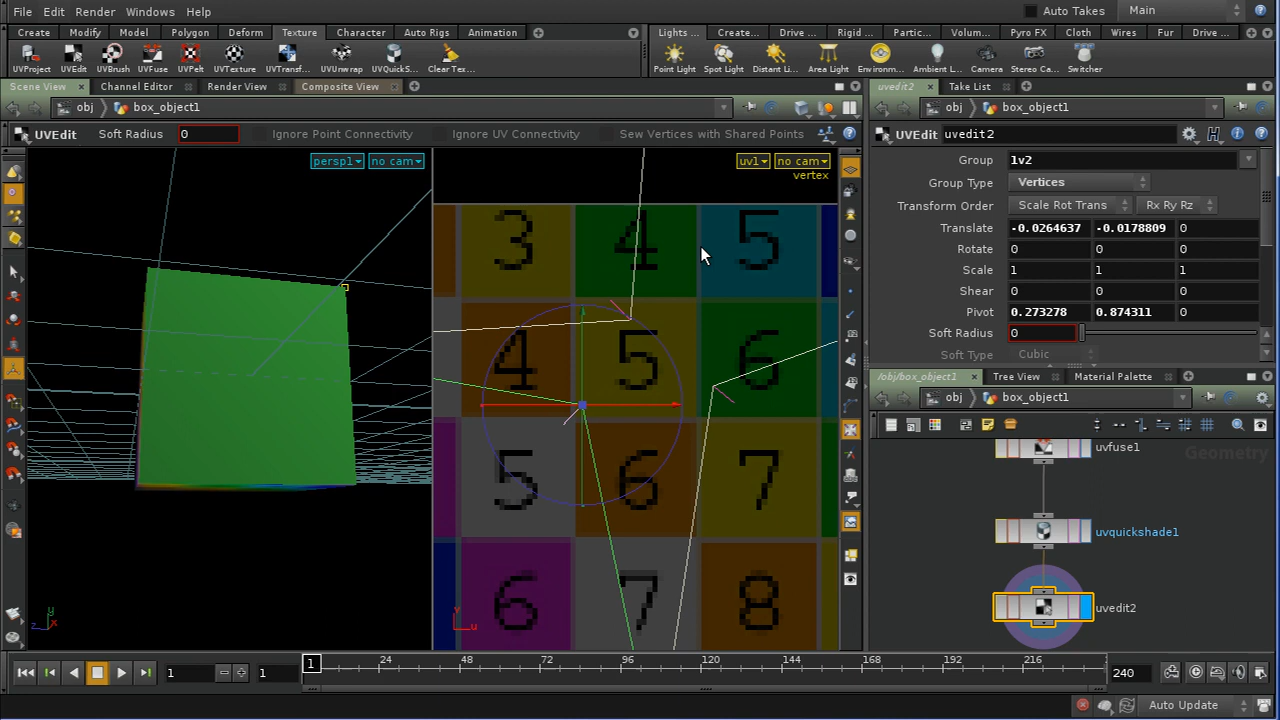 File Edit Render Windows Help Auto Takes Main
Create Modify Model Polygon Deform Texture Character Auto Rigs Animation Lights ... Create... Drive ... Rigid ... Partic... Volum... Pyro FX Cloth Wires Fur Drive ...
UVProject UVEdit UVBrush UVFuse UVPelt UVTexture UVTransf... UVUnwrap UVQuickS... Clear Tex... Point Light Spot Light Distant Li... Area Light Environm... Ambient L... Camera Stereo Ca... Switcher
Scene View Channel Editor Render View Composite View uvedit2 Take List
obj box_object1 obj box_object1
UVEdit Soft Radius 0 Ignore Point Connectivity Ignore UV Connectivity Sew Vertices with Shared Points UVEdit uvedit2
persp1 no cam uv1 no cam
vertex
Group 1v2
Group Type Vertices
Transform Order Scale Rot Trans Rx Ry Rz
Translate -0.0264637 -0.0178809 0
Rotate 0 0 0
Scale 1 1 1
Shear 0 0 0
Pivot 0.273278 0.874311 0
Soft Radius 0
Soft Type Cubic
3 4 5
4 5 6
5 6 7
6 7 8
y
z x
v
u
/obj/box_object1 Tree View Material Palette
obj box_object1
Geometry
uvfuse1
uvquickshade1
uvedit2
1 1 1 24 48 72 96 120 144 168 192 216 240
Auto Update